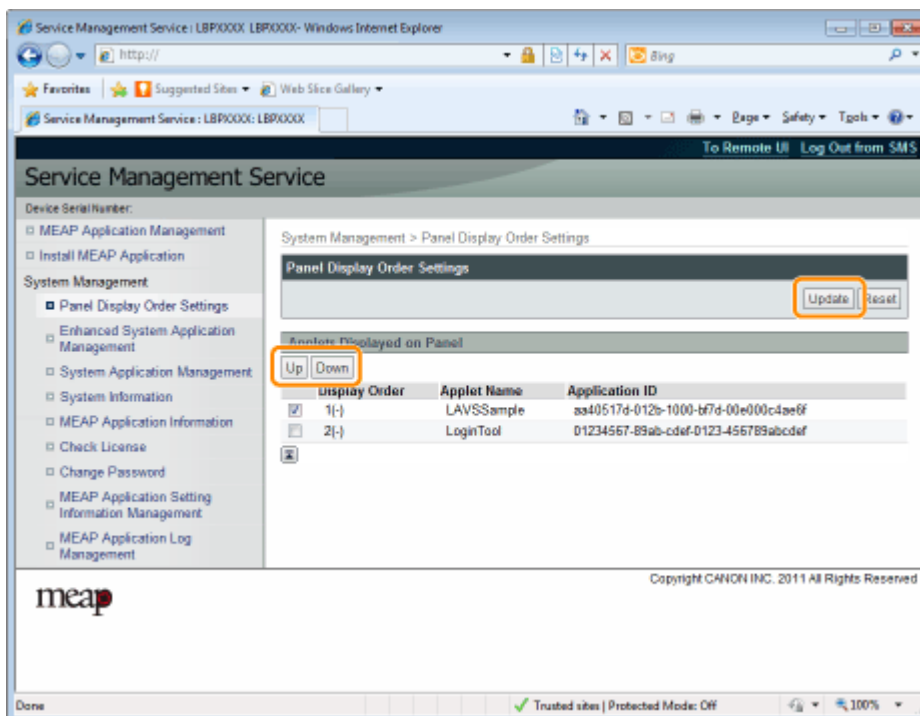 Service Management Service : LBPXXXX LBPXXXX- Windows Internet Explorer
http://
Bing
Favorites Suggested Sites Web Slice Gallery
Service Management Service : LBPXXXX: LBPXXXX Page Safety Tools
To Remote UI Log Out from SMS
Service Management Service
Device Serial Number:
MEAP Application Management
Install MEAP Application
System Management
Panel Display Order Settings
Enhanced System Application
Management
System Application Management
System Information
MEAP Application Information
Check License
Change Password
MEAP Application Setting
Information Management
MEAP Application Log
Management
System Management > Panel Display Order Settings
Panel Display Order Settings
Update Reset
Applets Displayed on Panel
Up Down
Display Order Applet Name Application ID
1(-) LAVSSample aa40517d-012b-1000-bf7d-00e000c4ae6f
2(-) LoginTool 01234567-89ab-cdef-0123-456789abcdef
Copyright CANON INC. 2011 All Rights Reserved
meap
Done Trusted sites | Protected Mode: Off 100%